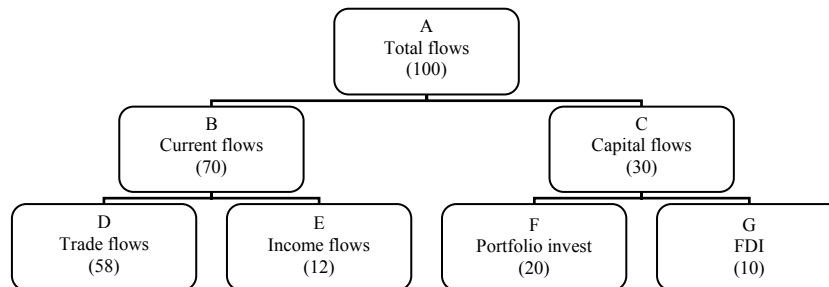 A
Total flows
(100)
B
Current flows
(70)
C
Capital flows
(30)
D
Trade flows
(58)
E
Income flows
(12)
F
Portfolio invest
(20)
G
FDI
(10)